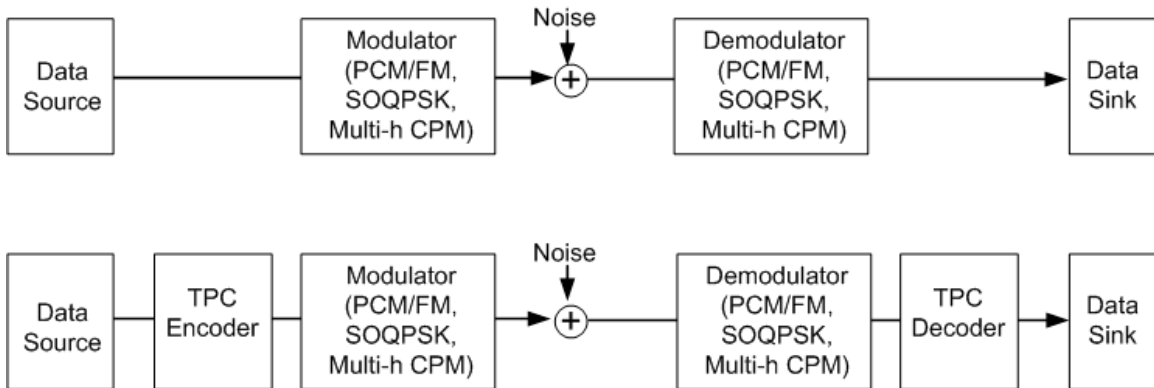 Noise
Data
Source
Modulator
(PCM/FM,
SOQPSK,
Multi-h CPM)
+
Demodulator
(PCM/FM,
SOQPSK,
Multi-h CPM)
Data
Sink
Noise
Data
Source
TPC
Encoder
Modulator
(PCM/FM,
SOQPSK,
Multi-h CPM)
+
Demodulator
(PCM/FM,
SOQPSK,
Multi-h CPM)
TPC
Decoder
Data
Sink